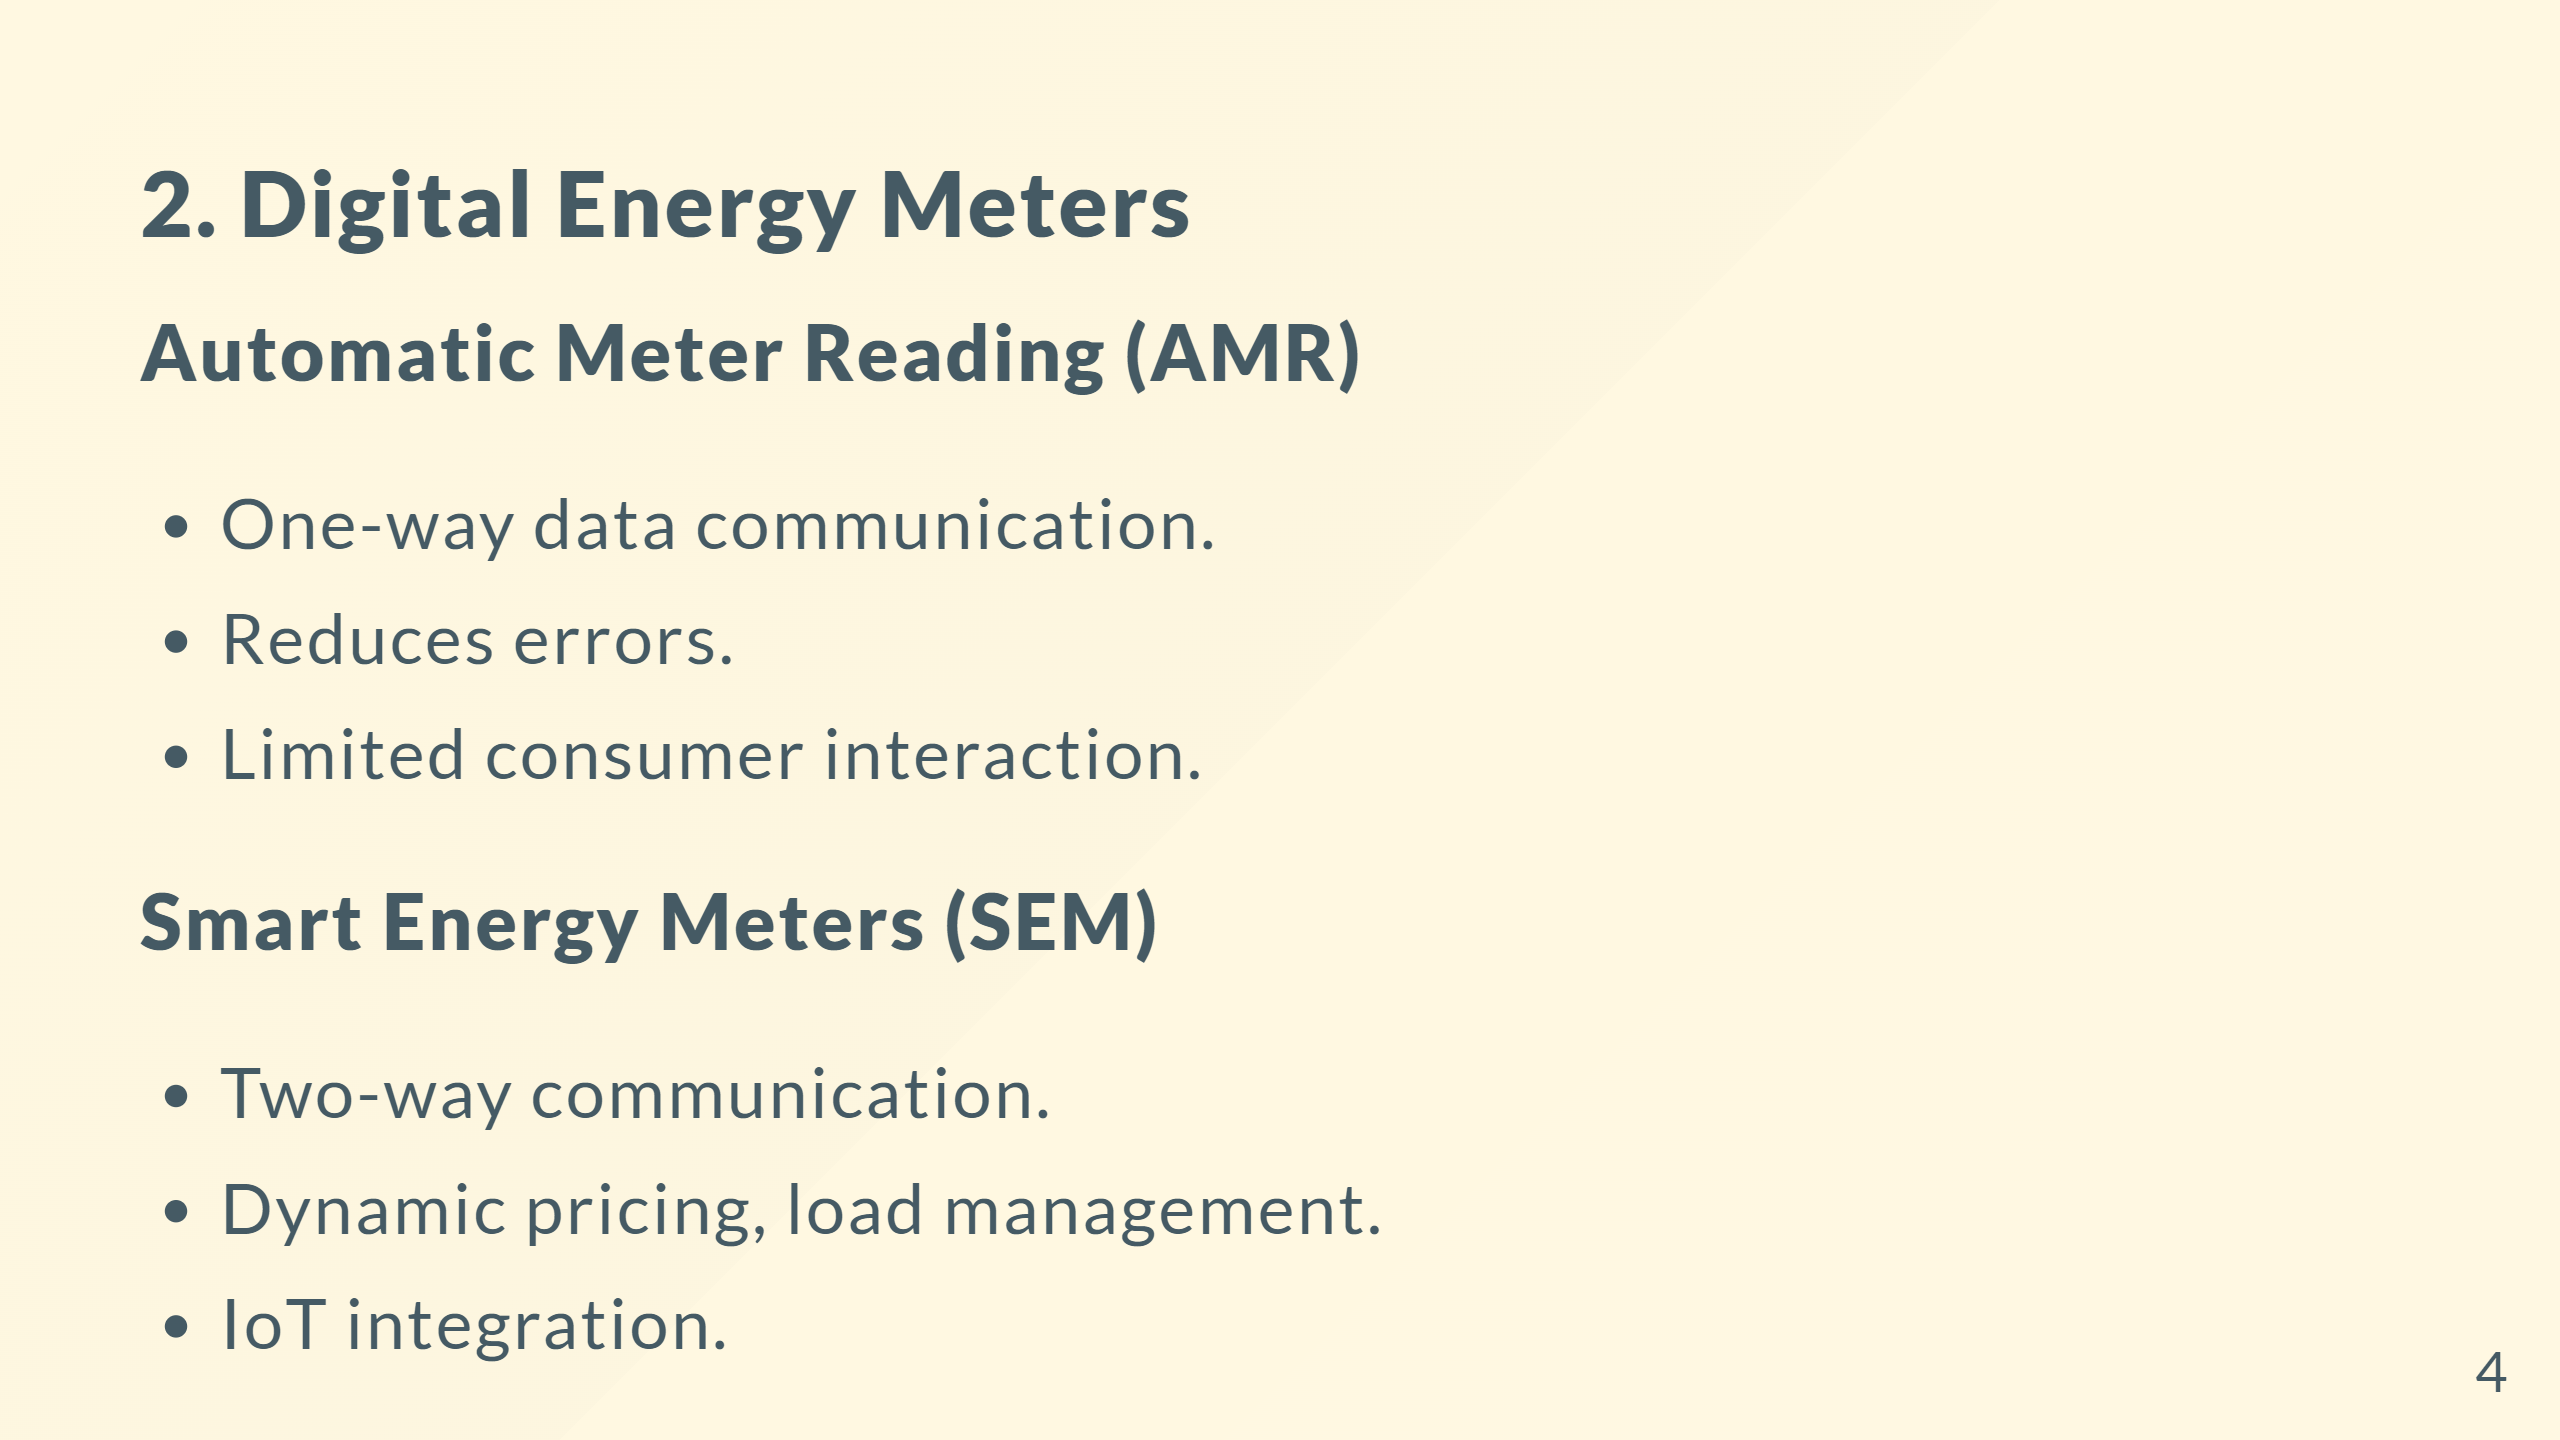 2. Digital Energy Meters
Automatic Meter Reading (AMR)
• One-way data communication.
• Reduces errors.
• Limited consumer interaction.
Smart Energy Meters (SEM)
• Two-way communication.
• Dynamic pricing, load management.
• IoT integration.
4